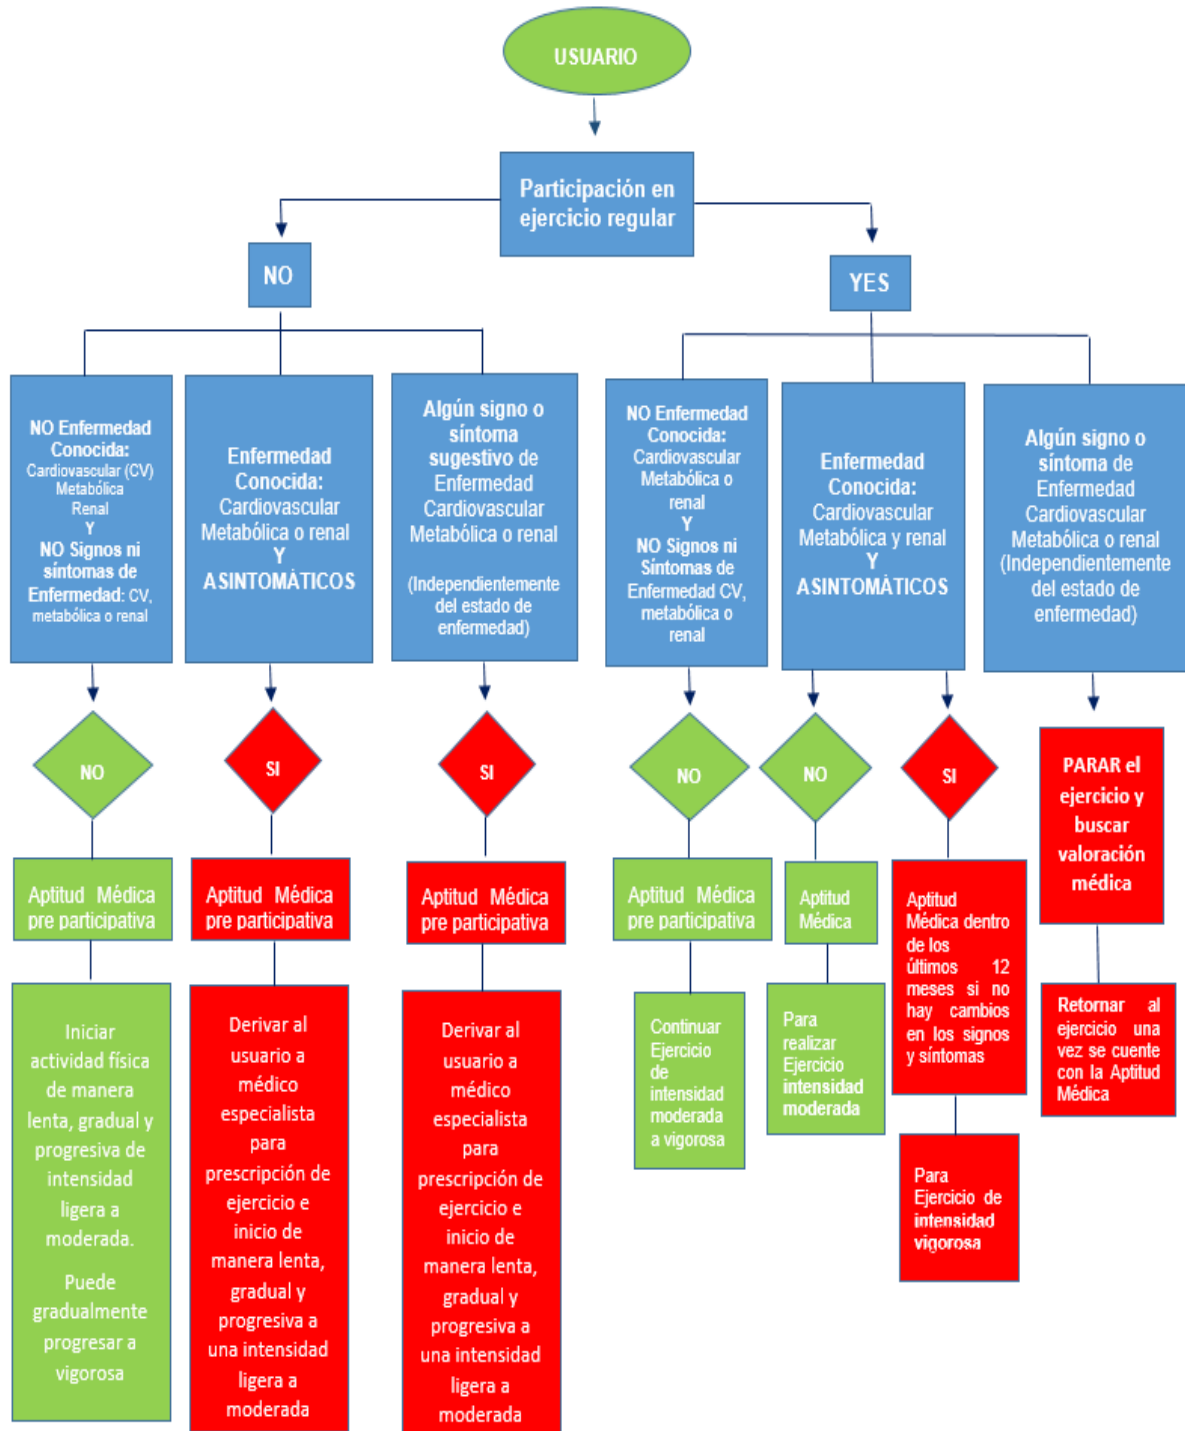 USUARIO
Participación en
ejercicio regular
NO
YES
NO Enfermedad
Conocida:
Cardiovascular (CV)
Metabólica
Renal
Y
NO Signos ni
síntomas de
Enfermedad: CV,
metabólica o renal
Enfermedad
Conocida:
Cardiovascular
Metabólica o renal
Y
ASINTOMÀTICOS
Algún signo o
síntoma
sugestivo de
Enfermedad
Cardiovascular
Metabólica o renal
(Independientemente
del estado de
enfermedad)
NO Enfermedad
Conocida:
Cardiovascular
Metabólica o
renal
Y
NO Signos ni
Síntomas de
Enfermedad CV,
metabólica o
renal
Enfermedad
Conocida:
Cardiovascular
Metabólica y renal
Y
ASINTOMÀTICOS
Algún signo o
síntoma de
Enfermedad
Cardiovascular
Metabólica o renal
(Independientemente
del estado de
enfermedad)
NO
SI
SI
NO
NO
SI
PARAR el
ejercicio y
buscar
valoración
médica
Aptitud Médica
pre participativa
Aptitud Médica
pre participativa
Aptitud Médica
pre participativa
Aptitud Médica
pre participativa
Aptitud
Médica
Aptitud
Médica dentro
de los
últimos 12
meses si no
hay cambios
en los signos
y síntomas
Retornar al
ejercicio una
vez se cuente
con la Aptitud
Médica
Iniciar
actividad física
de manera
lenta, gradual y
progresiva de
intensidad
ligera a
moderada.
Puede
gradualmente
progresar a
vigorosa
Derivar al
usuario a
médico
especialista
para
prescripción de
ejercicio e
inicio de
manera lenta,
gradual y
progresiva a
una intensidad
ligera a
moderada
Derivar al
usuario a
médico
especialista
para
prescripción de
ejercicio e
inicio de
manera lenta,
gradual y
progresiva a
una intensidad
ligera a
moderada
Continuar
Ejercicio
de
intensidad
moderada
a vigorosa
Para
realizar
Ejercicio
intensidad
moderada
Para
Ejercicio de
intensidad
vigorosa